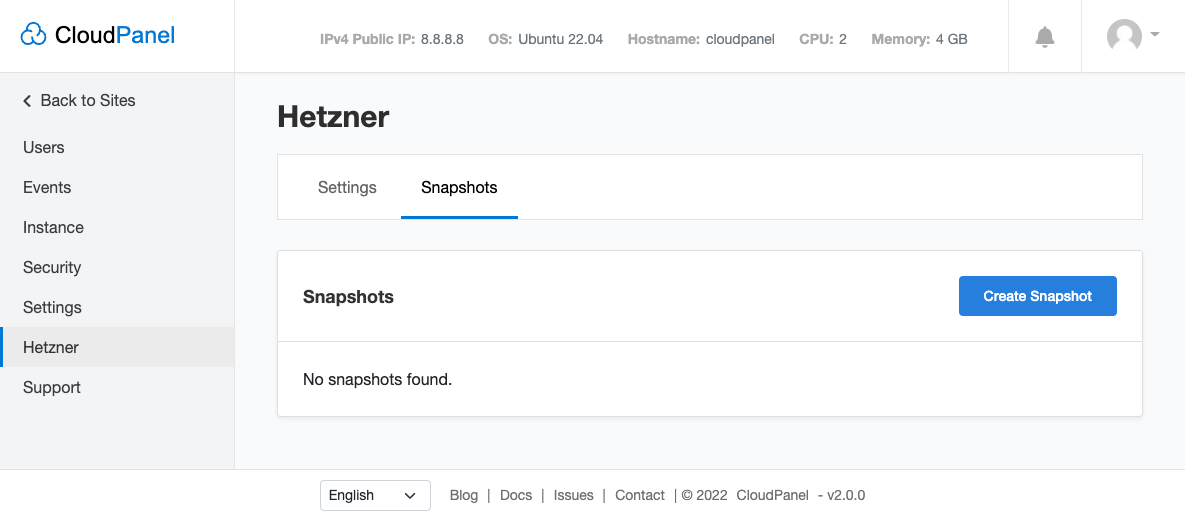 CloudPanel
IPv4 Public IP: 8.8.8.8 OS: Ubuntu 22.04 Hostname: cloudpanel CPU: 2 Memory: 4 GB
Back to Sites
Users
Events
Instance
Security
Settings
Hetzner
Support
Hetzner
Settings Snapshots
Snapshots
Create Snapshot
No snapshots found.
English
Blog | Docs | Issues | Contact | © 2022 CloudPanel - v2.0.0